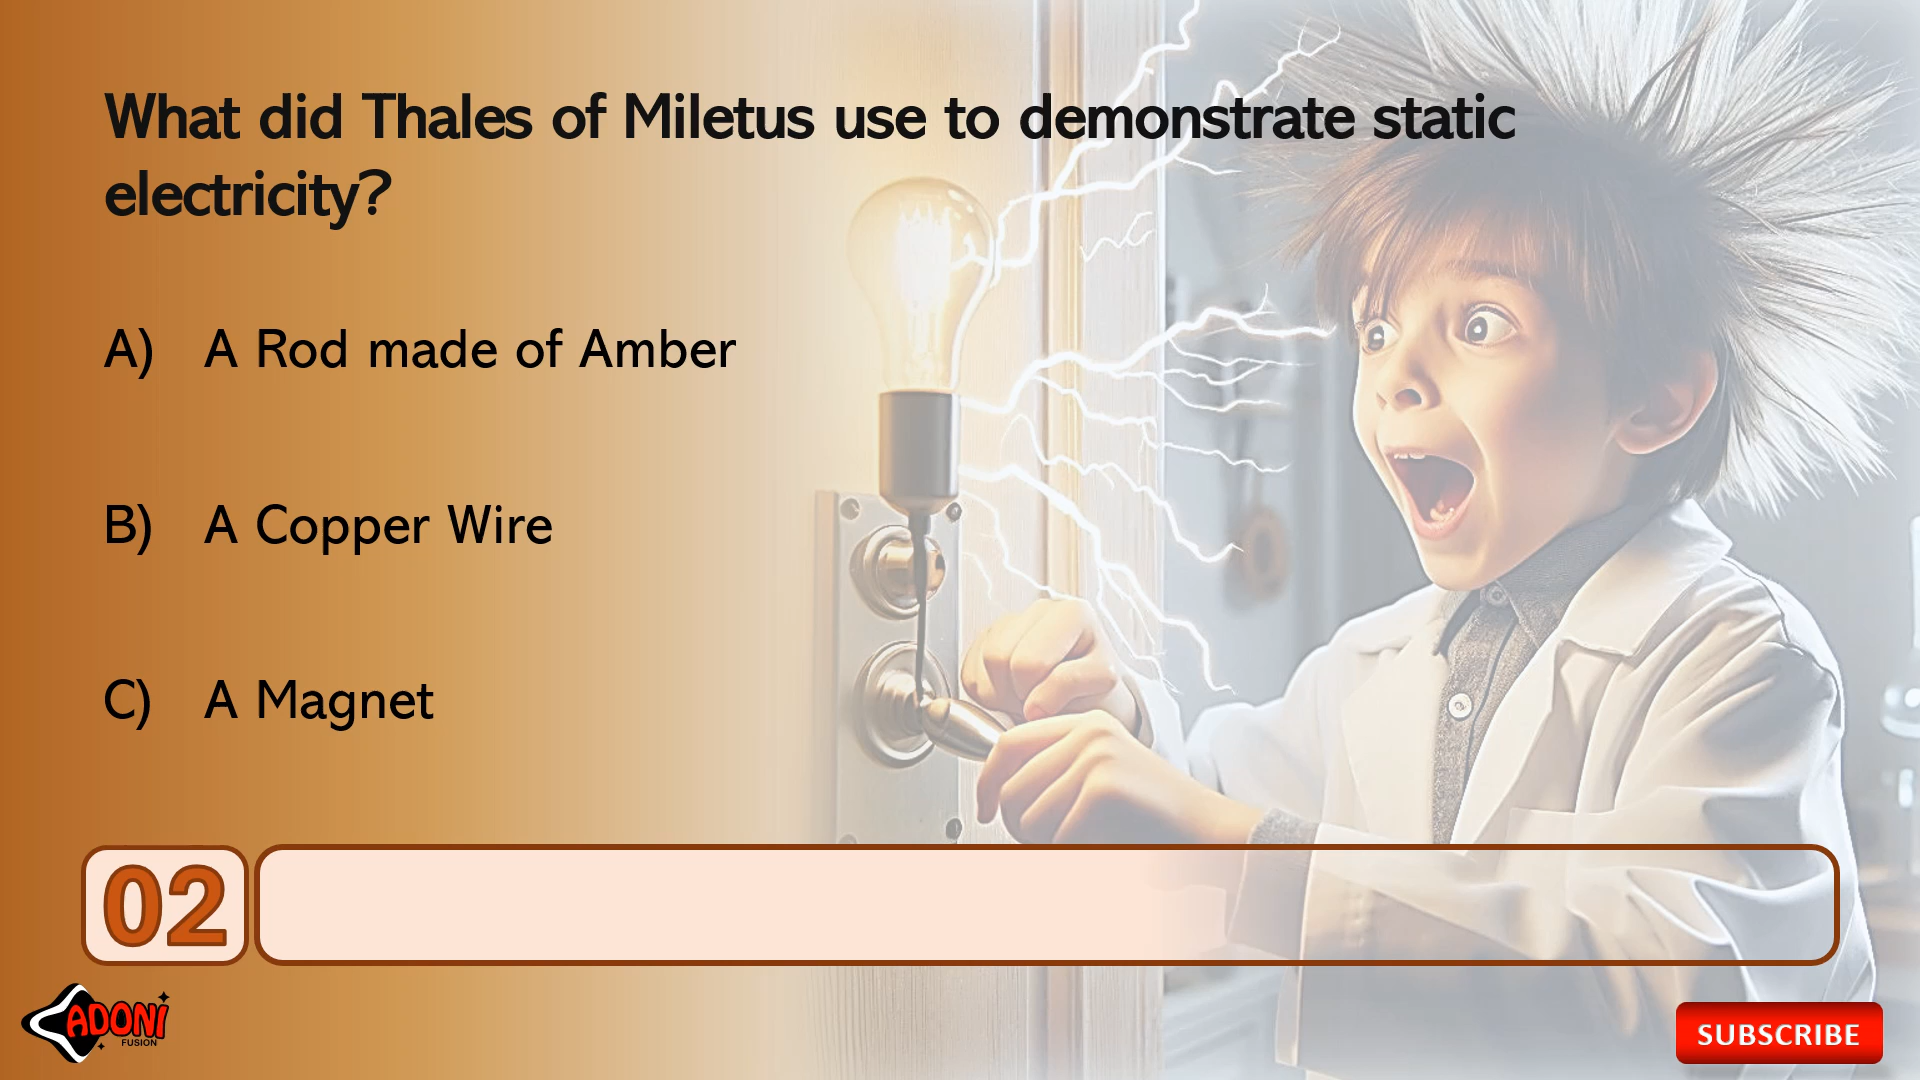 What did Thales of Miletus use to demonstrate static
electricity?
A) A Rod made of Amber
B) A Copper Wire
C) A Magnet
02
ADONI
FUSION
SUBSCRIBE